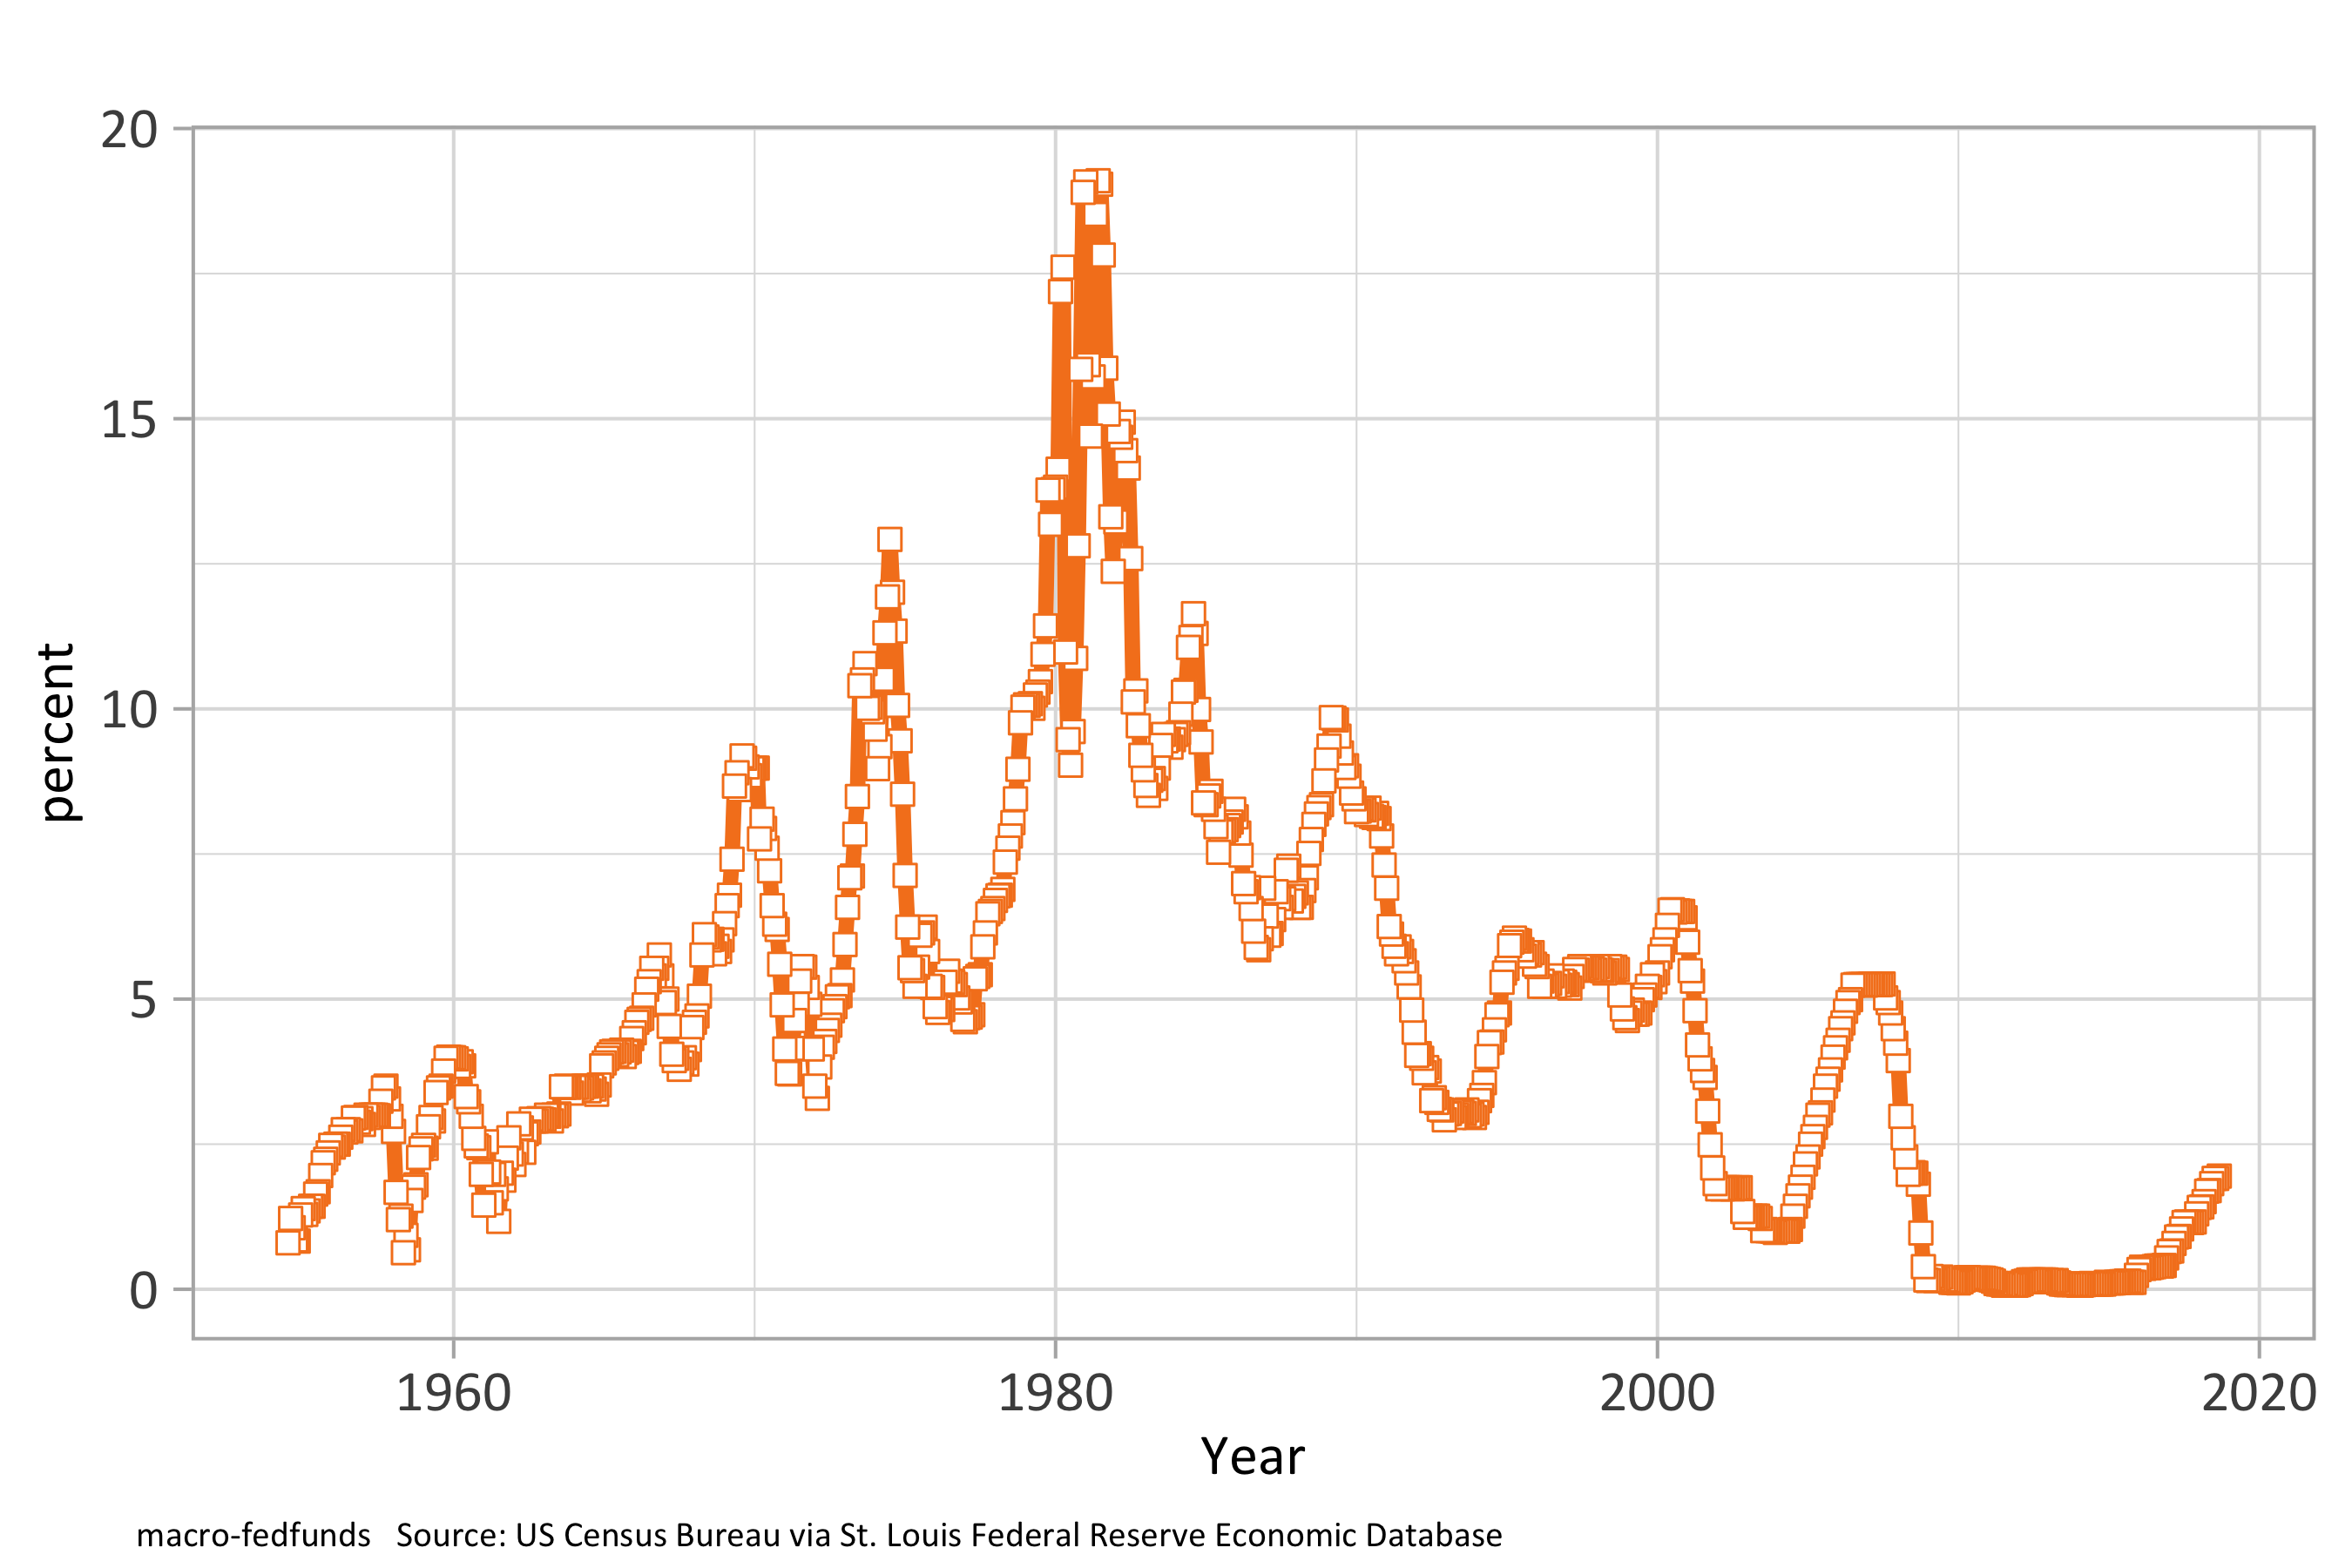 20
15
10
5
0
percent
1960 1980 2000 2020
Year
macro-fedfunds Source: US Census Bureau via St. Louis Federal Reserve Economic Database